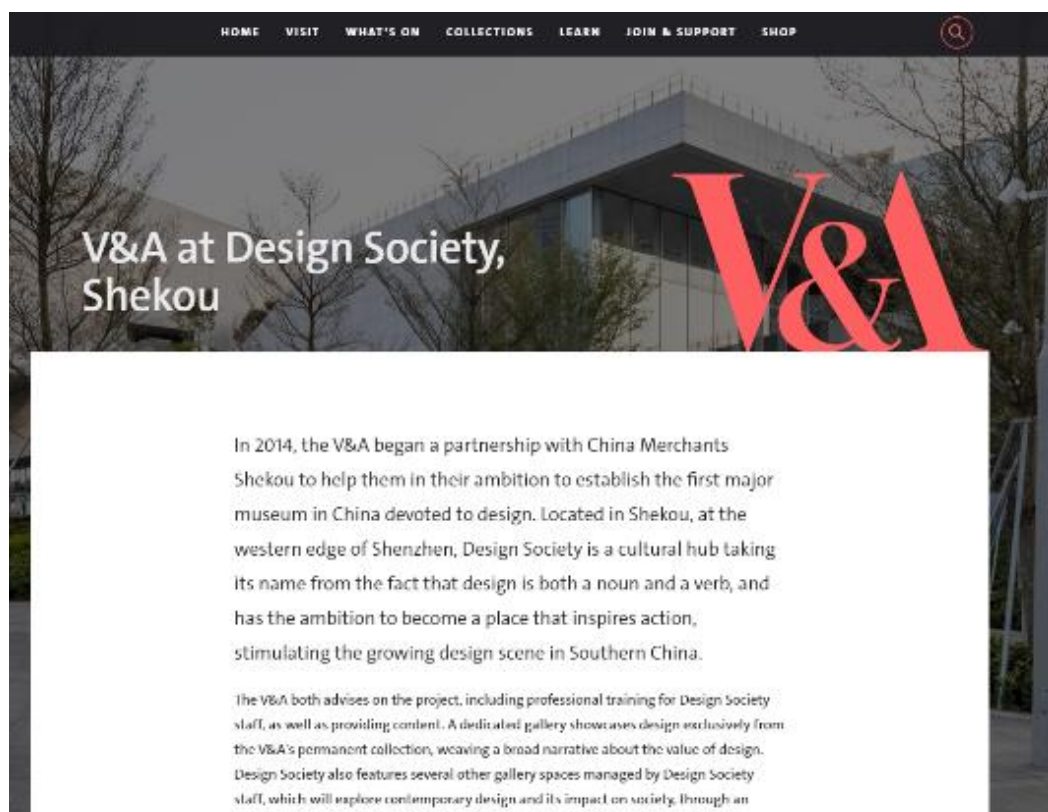 HOME VISIT WHAT'S ON COLLECTIONS LEARN JOIN & SUPPORT SHOP
V&A at Design Society,
Shekou
V&A
In 2014, the V&A began a partnership with China Merchants
Shekou to help them in their ambition to establish the first major
museum in China devoted to design. Located in Shekou, at the
western edge of Shenzhen, Design Society is a cultural hub taking
its name from the fact that design is both a noun and a verb, and
has the ambition to become a place that inspires action,
stimulating the growing design scene in Southern China.
The V&A both advises on the project, including professional training for Design Society
staff, as well as providing content. A dedicated gallery showcases design exclusively from
the V&A's permanent collection, weaving a broad narrative about the value of design.
Design Society also features several other gallery spaces managed by Design Society
staff, which will explore contemporary design and its impact on society, through an